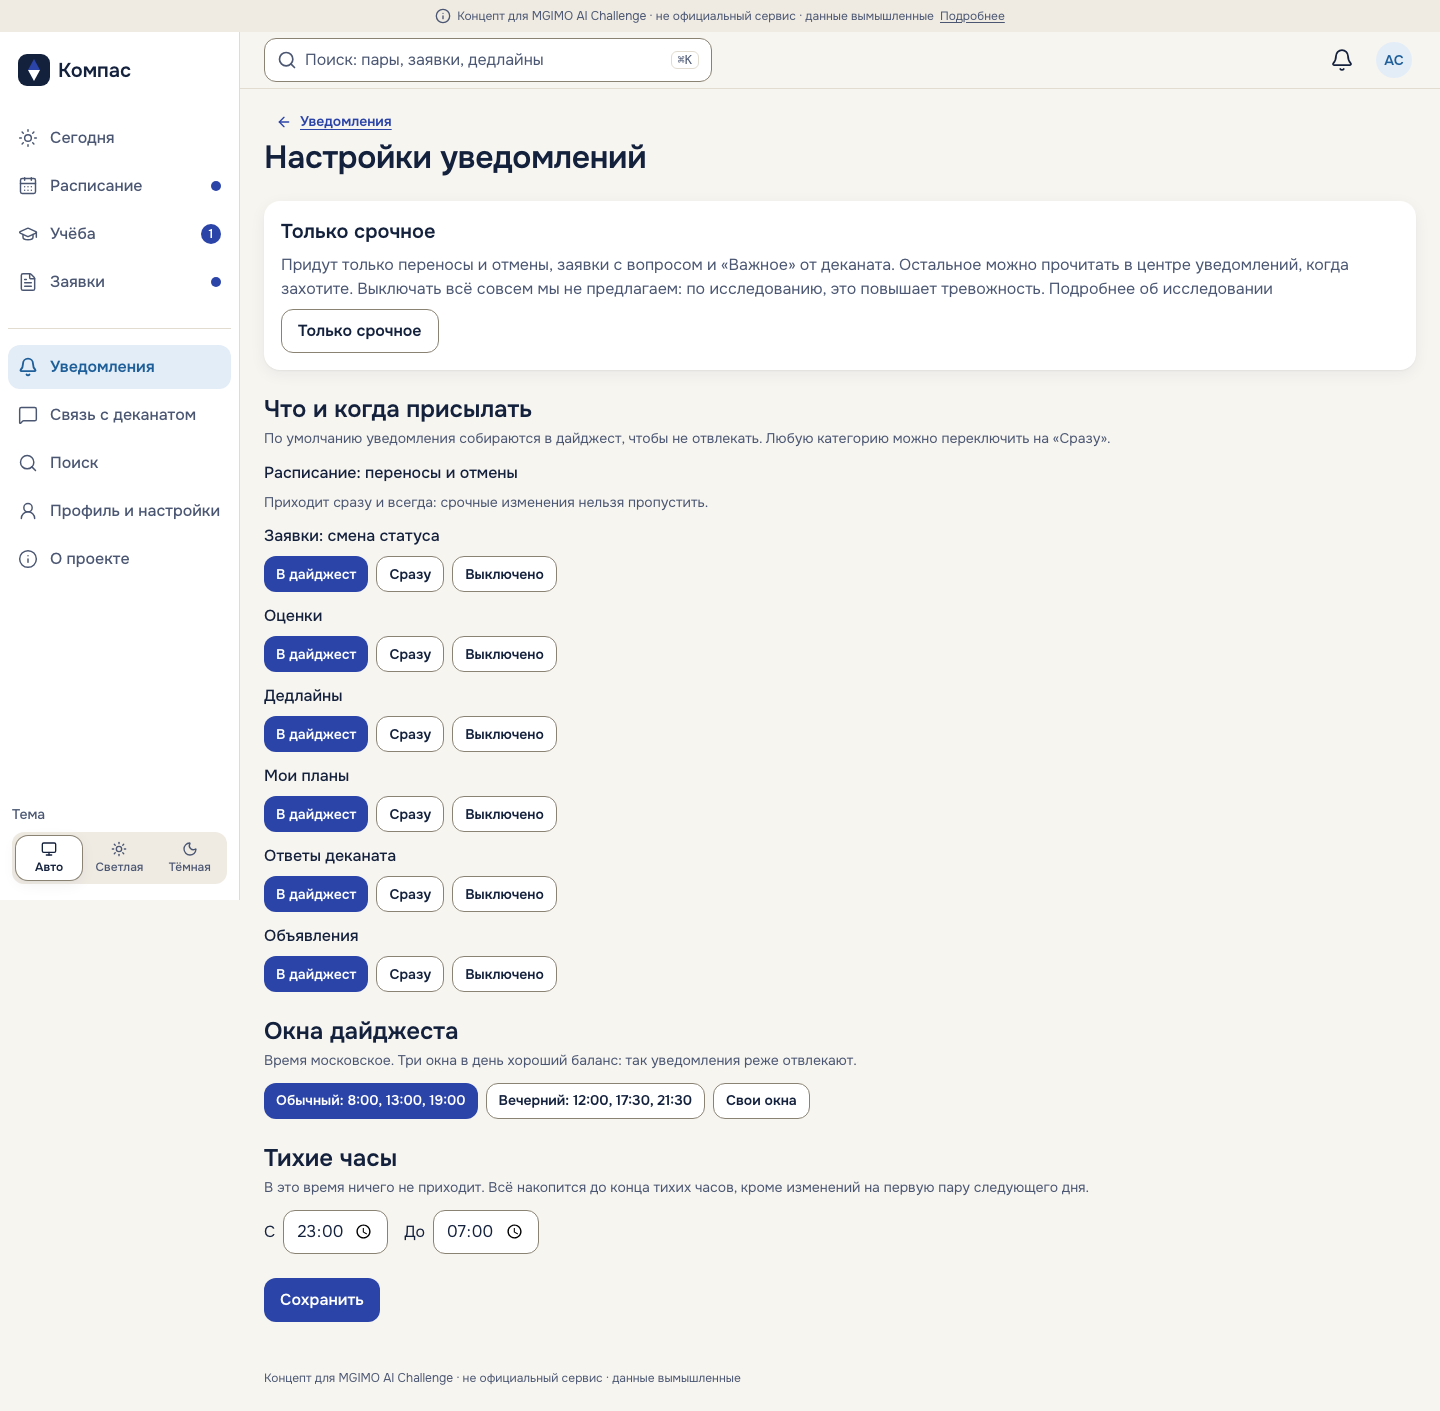 Концепт для MGIMO AI Challenge · не официальный сервис · данные вымышленные Подробнее
Компас
Поиск: пары, заявки, дедлайны
⌘K
АС
Сегодня
Расписание
Учёба
1
Заявки
Уведомления
Связь с деканатом
Поиск
Профиль и настройки
О проекте
Тема
Авто
Светлая
Тёмная
Уведомления
Настройки уведомлений
Только срочное
Придут только переносы и отмены, заявки с вопросом и «Важное» от деканата. Остальное можно прочитать в центре уведомлений, когда
захотите. Выключать всё совсем мы не предлагаем: по исследованию, это повышает тревожность. Подробнее об исследовании
Только срочное
Что и когда присылать
По умолчанию уведомления собираются в дайджест, чтобы не отвлекать. Любую категорию можно переключить на «Сразу».
Расписание: переносы и отмены
Приходит сразу и всегда: срочные изменения нельзя пропустить.
Заявки: смена статуса
В дайджест Сразу Выключено
Оценки
В дайджест Сразу Выключено
Дедлайны
В дайджест Сразу Выключено
Мои планы
В дайджест Сразу Выключено
Ответы деканата
В дайджест Сразу Выключено
Объявления
В дайджест Сразу Выключено
Окна дайджеста
Время московское. Три окна в день хороший баланс: так уведомления реже отвлекают.
Обычный: 8:00, 13:00, 19:00 Вечерний: 12:00, 17:30, 21:30 Свои окна
Тихие часы
В это время ничего не приходит. Всё накопится до конца тихих часов, кроме изменений на первую пару следующего дня.
С 23:00 До 07:00
Сохранить
Концепт для MGIMO AI Challenge · не официальный сервис · данные вымышленные